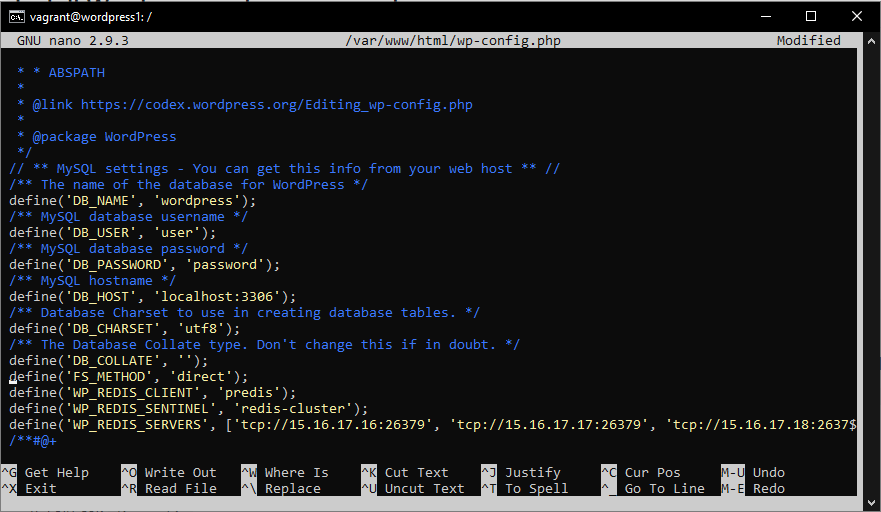 vagrant@wordpress1: /
GNU nano 2.9.3 /var/www/html/wp-config.php Modified
* * ABSPATH
*
* @link https://codex.wordpress.org/Editing_wp-config.php
*
* @package WordPress
*/
// ** MySQL settings - You can get this info from your web host ** //
/** The name of the database for WordPress */
define('DB_NAME', 'wordpress');
/** MySQL database username */
define('DB_USER', 'user');
/** MySQL database password */
define('DB_PASSWORD', 'password');
/** MySQL hostname */
define('DB_HOST', 'localhost:3306');
/** Database Charset to use in creating database tables. */
define('DB_CHARSET', 'utf8');
/** The Database Collate type. Don't change this if in doubt. */
define('DB_COLLATE', '');
define('FS_METHOD', 'direct');
define('WP_REDIS_CLIENT', 'predis');
define('WP_REDIS_SENTINEL', 'redis-cluster');
define('WP_REDIS_SERVERS', ['tcp://15.16.17.16:26379', 'tcp://15.16.17.17:26379', 'tcp://15.16.17.18:2637$
/**#@+
^G Get Help ^O Write Out ^W Where Is ^K Cut Text ^J Justify ^C Cur Pos M-U Undo
^X Exit ^R Read File ^\ Replace ^U Uncut Text ^T To Spell ^_ Go To Line M-E Redo